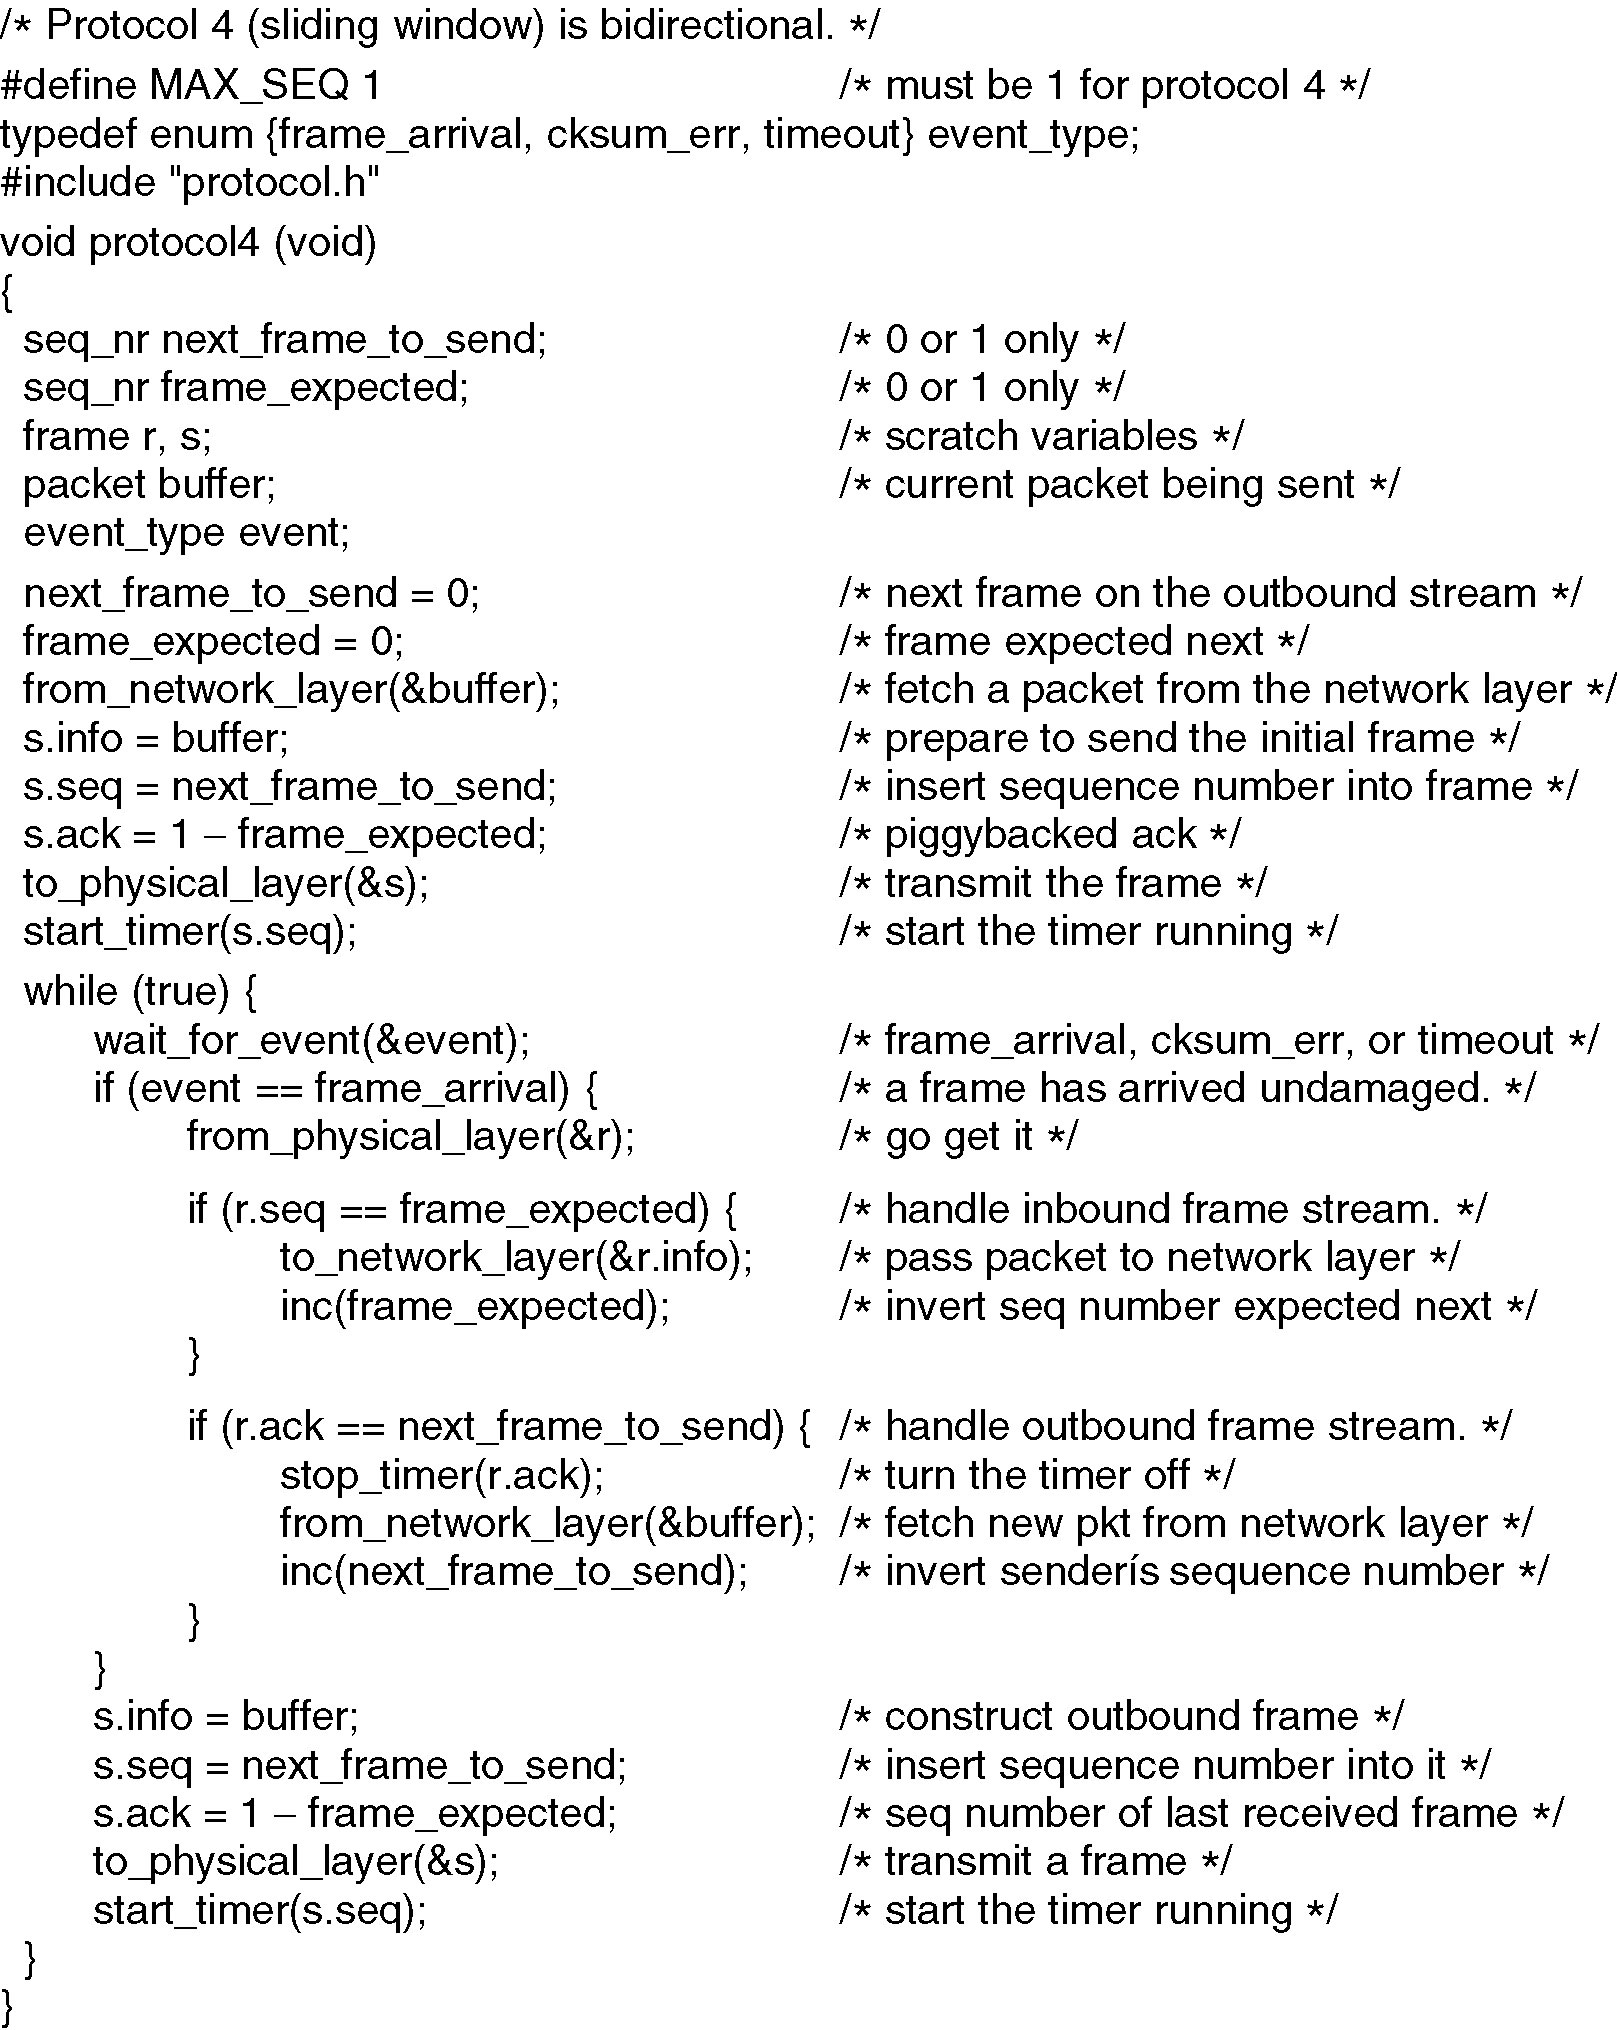 /* Protocol 4 (sliding window) is bidirectional. */
#define MAX_SEQ 1 /* must be 1 for protocol 4 */
typedef enum {frame_arrival, cksum_err, timeout} event_type;
#include "protocol.h"
void protocol4 (void)
{
seq_nr next_frame_to_send; /* 0 or 1 only */
seq_nr frame_expected; /* 0 or 1 only */
frame r, s; /* scratch variables */
packet buffer; /* current packet being sent */
event_type event;
next_frame_to_send = 0; /* next frame on the outbound stream */
frame_expected = 0; /* frame expected next */
from_network_layer(&buffer); /* fetch a packet from the network layer */
s.info = buffer; /* prepare to send the initial frame */
s.seq = next_frame_to_send; /* insert sequence number into frame */
s.ack = 1 – frame_expected; /* piggybacked ack */
to_physical_layer(&s); /* transmit the frame */
start_timer(s.seq); /* start the timer running */
while (true) {
wait_for_event(&event); /* frame_arrival, cksum_err, or timeout */
if (event == frame_arrival) { /* a frame has arrived undamaged. */
from_physical_layer(&r); /* go get it */
if (r.seq == frame_expected) { /* handle inbound frame stream. */
to_network_layer(&r.info); /* pass packet to network layer */
inc(frame_expected); /* invert seq number expected next */
}
if (r.ack == next_frame_to_send) { /* handle outbound frame stream. */
stop_timer(r.ack); /* turn the timer off */
from_network_layer(&buffer); /* fetch new pkt from network layer */
inc(next_frame_to_send); /* invert senderís sequence number */
}
}
s.info = buffer; /* construct outbound frame */
s.seq = next_frame_to_send; /* insert sequence number into it */
s.ack = 1 – frame_expected; /* seq number of last received frame */
to_physical_layer(&s); /* transmit a frame */
start_timer(s.seq); /* start the timer running */
}
}